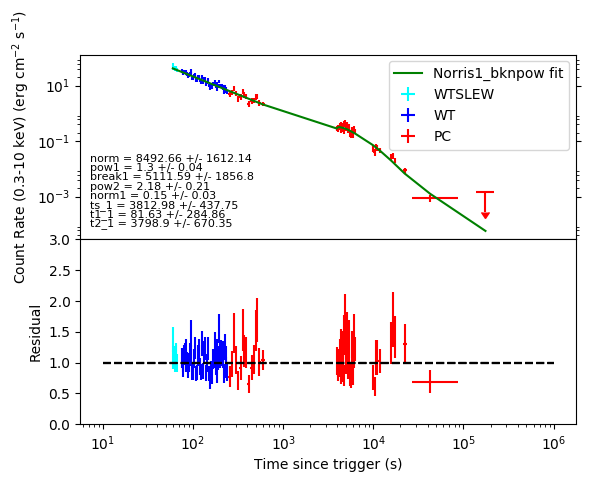 Count Rate (0.3-10 keV) (erg cm⁻² s⁻¹)
10¹
10⁻¹
10⁻³
Norris1_bknpow fit
WTSLEW
WT
PC
norm = 8492.66 +/- 1612.14
pow1 = 1.3 +/- 0.04
break1 = 5111.59 +/- 1856.8
pow2 = 2.18 +/- 0.21
norm1 = 0.15 +/- 0.03
ts_1 = 3812.98 +/- 437.75
t1_1 = 81.63 +/- 284.86
t2_1 = 3798.9 +/- 670.35
Residual
3.0
2.5
2.0
1.5
1.0
0.5
0.0
10¹ 10² 10³ 10⁴ 10⁵ 10⁶
Time since trigger (s)